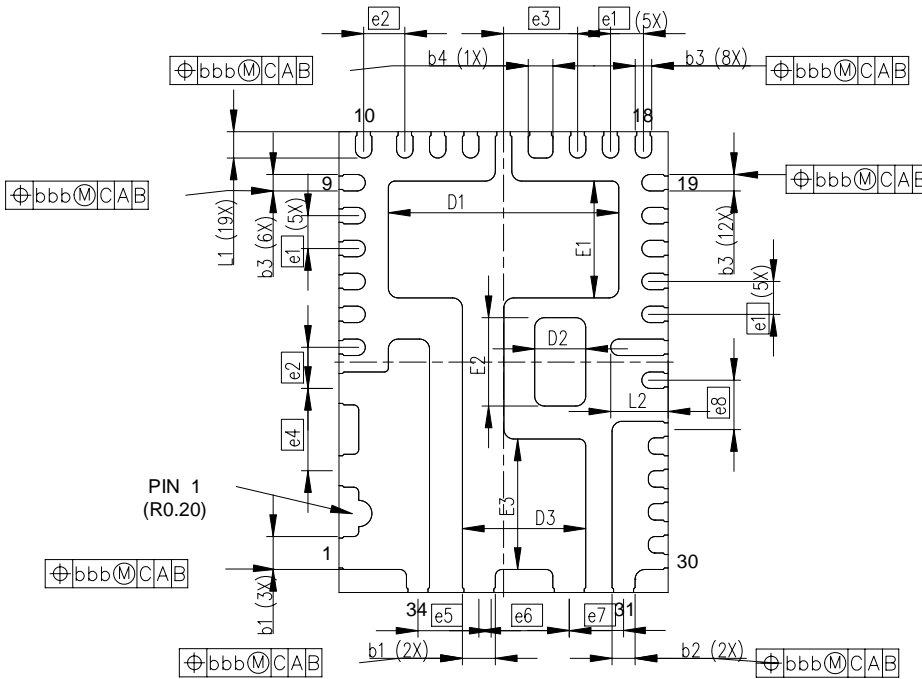 e2
e3
e1 (5X)
⌖ bbb Ⓜ C A B
b4 (1X)
b3 (8X)
⌖ bbb Ⓜ C A B
10
18
9
19
⌖ bbb Ⓜ C A B
⌖ bbb Ⓜ C A B
L1 (19X)
b3 (6X)
e1 (5X)
D1
E1
b3 (12X)
e1 (5X)
e2
E2
D2
L2
e8
e4
PIN 1
(R0.20)
E3
D3
1
30
⌖ bbb Ⓜ C A B
b1 (3X)
34
e5
e6
e7
31
b1 (2X)
b2 (2X)
⌖ bbb Ⓜ C A B
⌖ bbb Ⓜ C A B